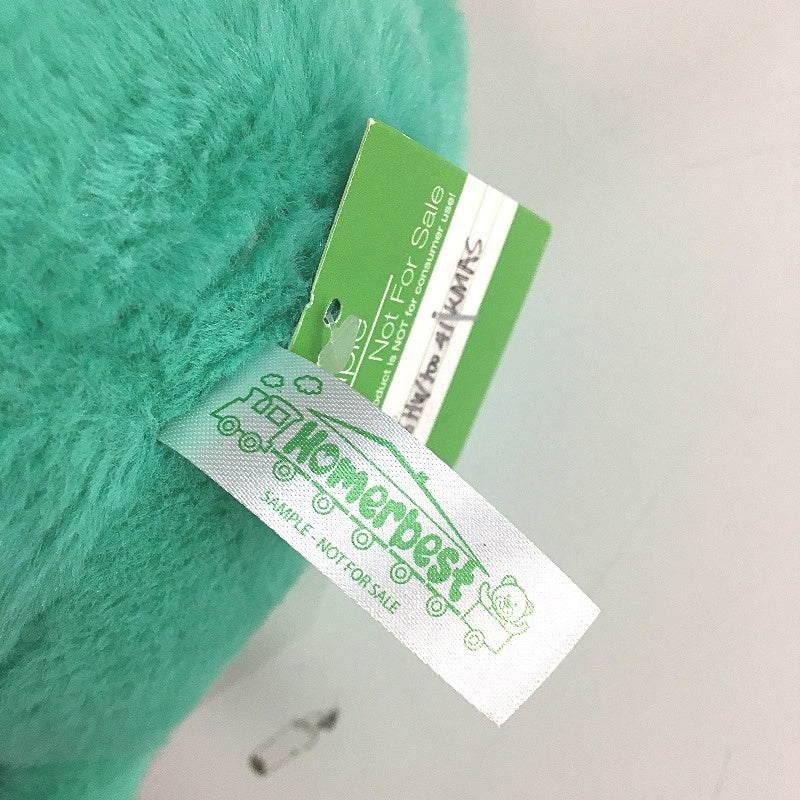 Not For Sale
product is NOT for consumer use!
Homerbest
SAMPLE - NOT FOR SALE